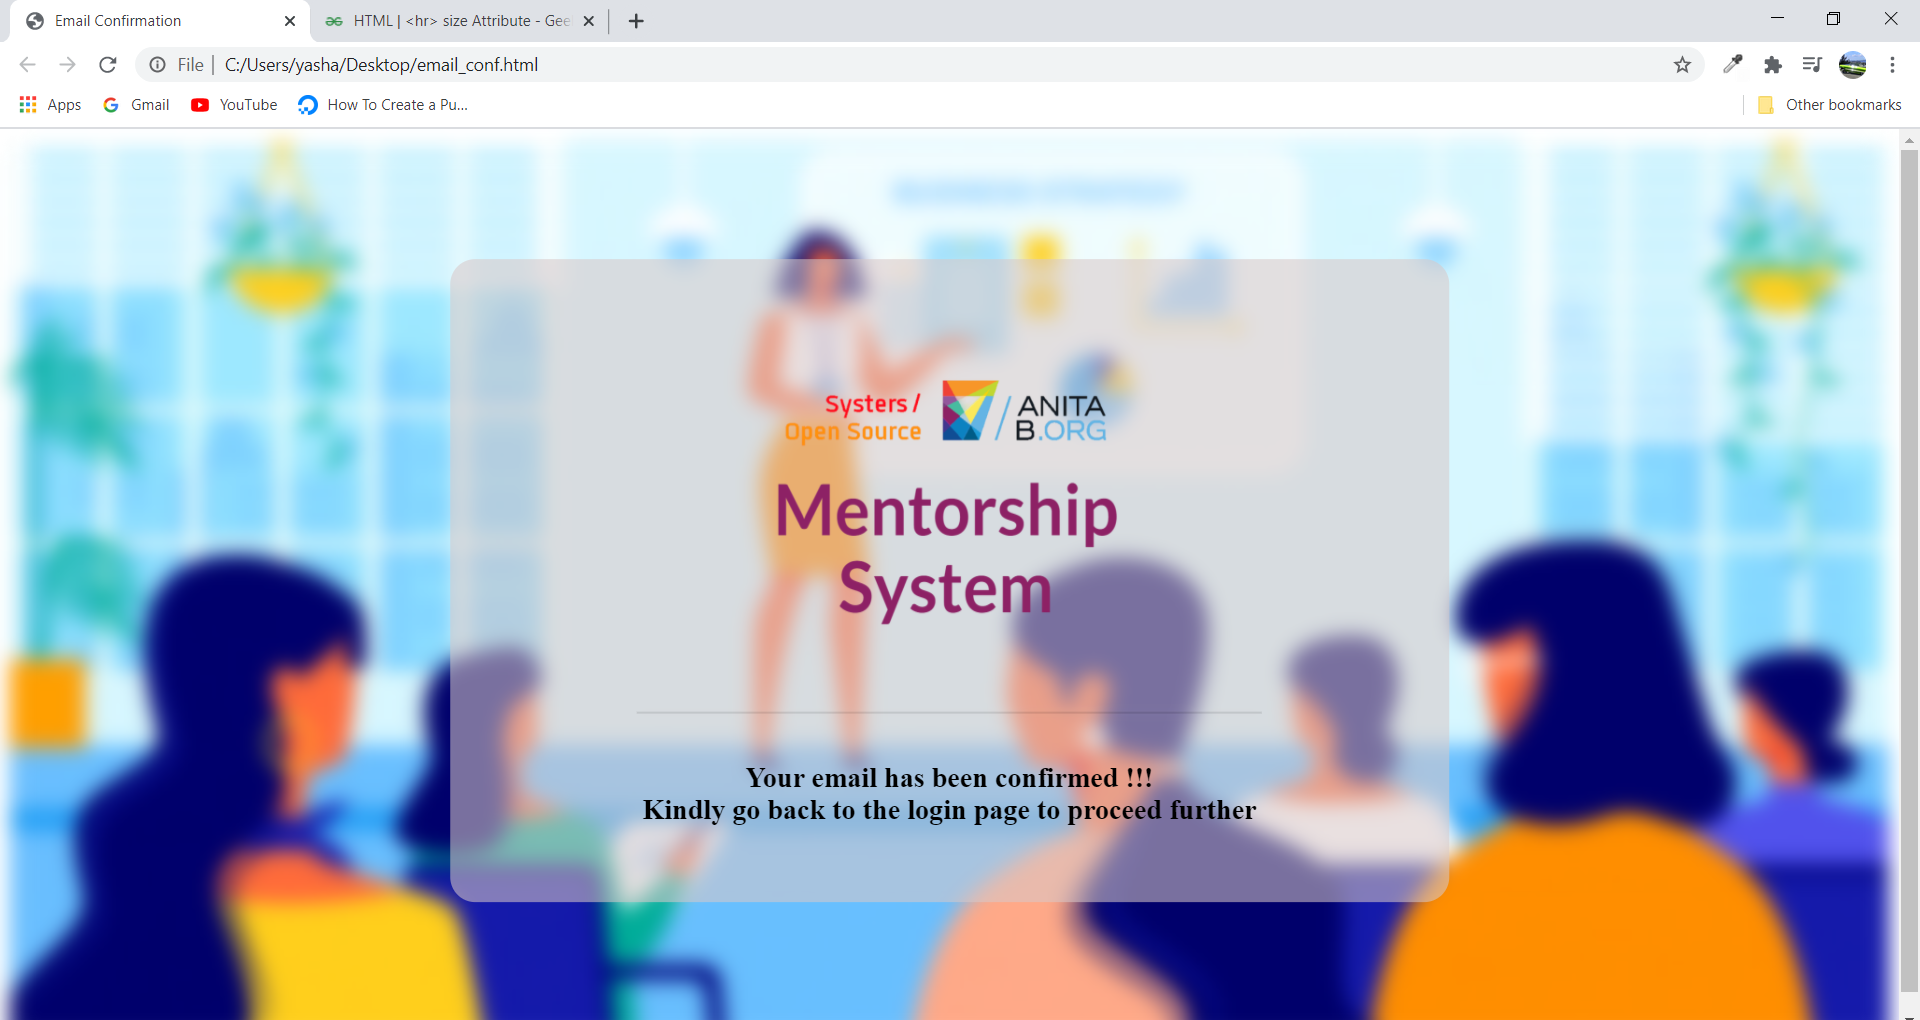 Email Confirmation
HTML | <hr> size Attribute - Gee
File | C:/Users/yasha/Desktop/email_conf.html
Apps
Gmail
YouTube
How To Create a Pu...
Other bookmarks
BUSINESS STRATEGY
Systers /
Open Source
ANITA
B.ORG
Mentorship
System
Your email has been confirmed !!!
Kindly go back to the login page to proceed further